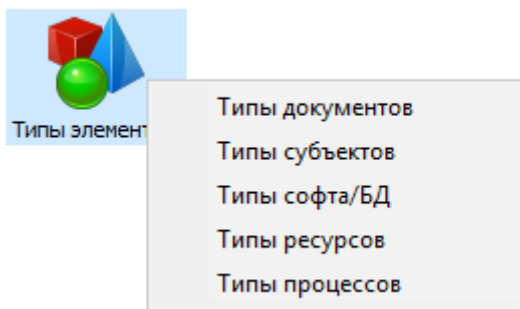 Типы элемент
Типы документов
Типы субъектов
Типы софта/БД
Типы ресурсов
Типы процессов